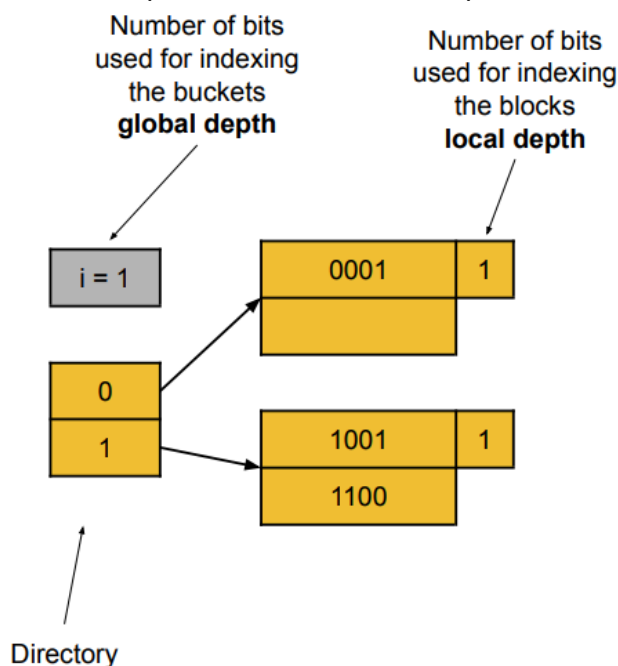 Number of bits
used for indexing
the buckets
global depth
Number of bits
used for indexing
the blocks
local depth
i = 1
0001
1
0
1
1001
1
1100
Directory